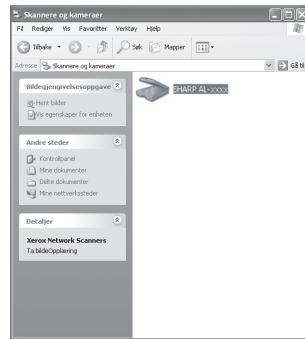 Skannere og kameraer
Fil Rediger Vis Favoritter Verktøy Hjelp
Tilbake Søk Mapper
Adresse Skannere og kameraer Gå til
Bildegjengivelsesoppgave
Hent bilder
Vis egenskaper for enheten
SHARP AL-xxxx
Andre steder
Kontrollpanel
Mine dokumenter
Delte dokumenter
Mine nettverkssteder
Detaljer
Xerox Network Scanners
Ta bildeOpplæring